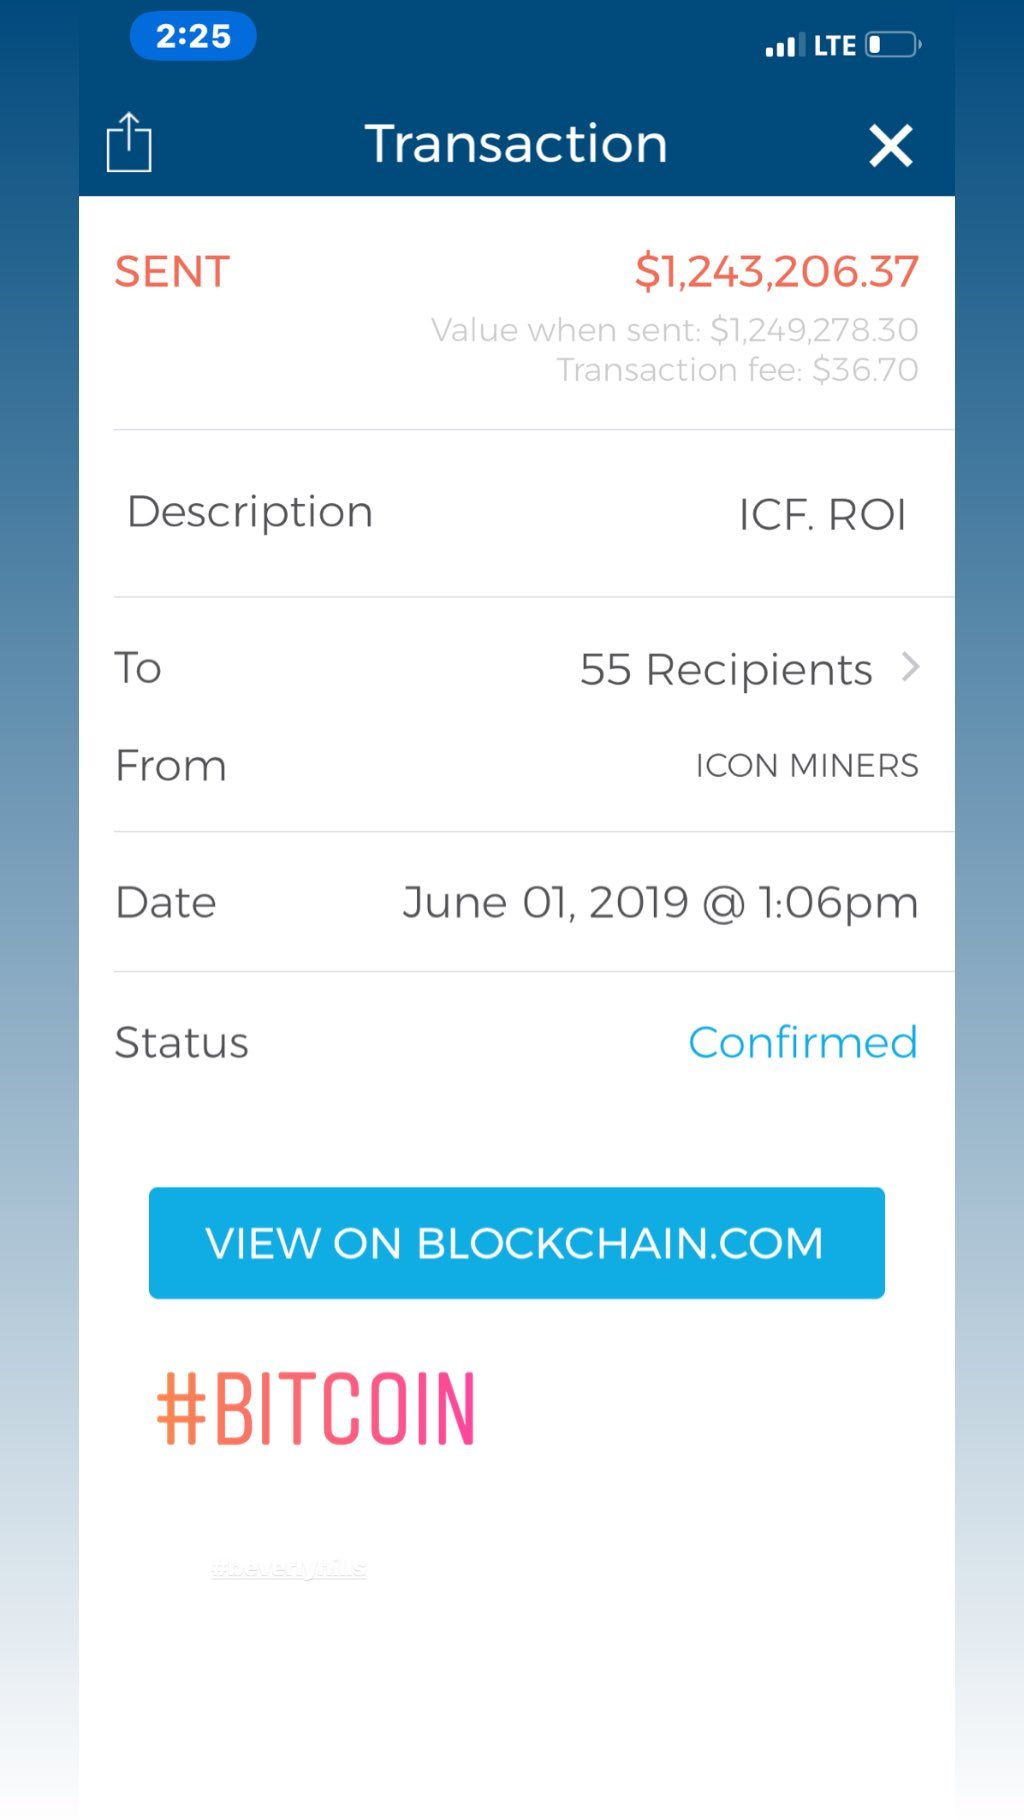 2:25
LTE
Transaction
SENT $1,243,206.37
Value when sent: $1,249,278.30
Transaction fee: $36.70
Description ICF. ROI
To 55 Recipients
From ICON MINERS
Date June 01, 2019 @ 1:06pm
Status Confirmed
VIEW ON BLOCKCHAIN.COM
#BITCOIN
#beverlyhills